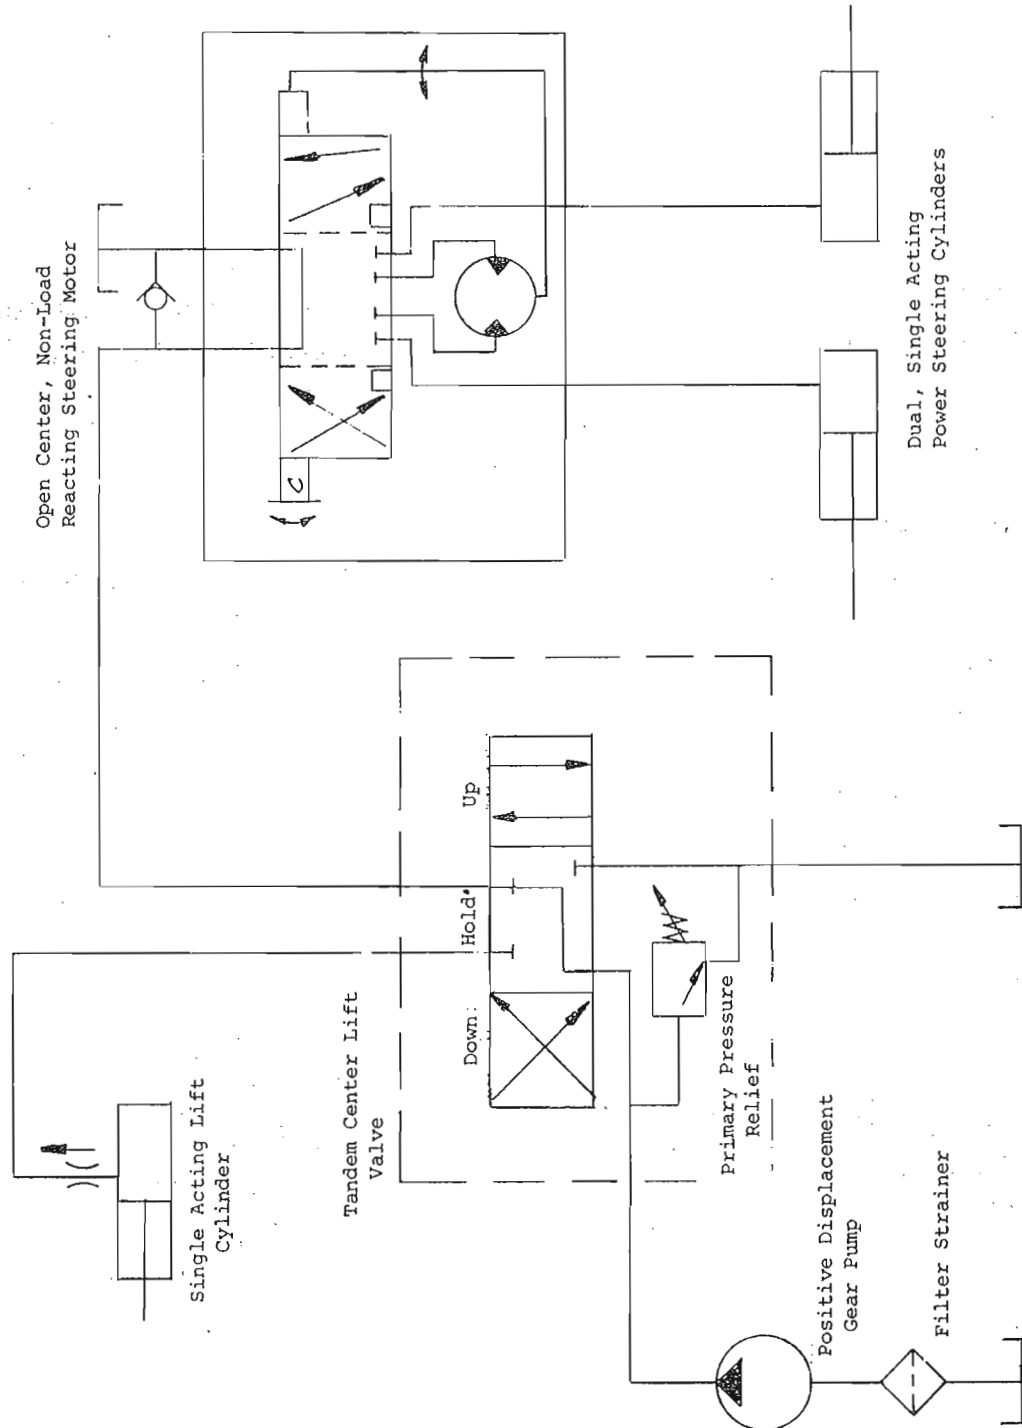 Open Center, Non-Load
Reacting Steering Motor
C
Dual, Single Acting
Power Steering Cylinders
Single Acting Lift
Cylinder
Tandem Center Lift
Valve
Down:
Hold
Up
Primary Pressure
Relief
Positive Displacement
Gear Pump
Filter Strainer